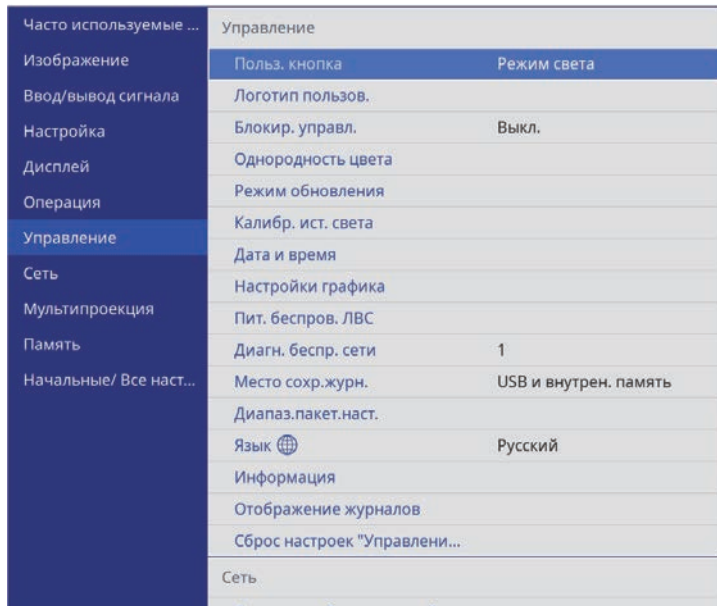 Часто используемые ...
Изображение
Ввод/вывод сигнала
Настройка
Дисплей
Операция
Управление
Сеть
Мультипроекция
Память
Начальные/ Все наст...
Управление
Польз. кнопка Режим света
Логотип пользов.
Блокир. управл. Выкл.
Однородность цвета
Режим обновления
Калибр. ист. света
Дата и время
Настройки графика
Пит. беспров. ЛВС
Диагн. беспр. сети 1
Место сохр.журн. USB и внутрен. память
Диапаз.пакет.наст.
Язык Русский
Информация
Отображение журналов
Сброс настроек "Управлени...
Сеть